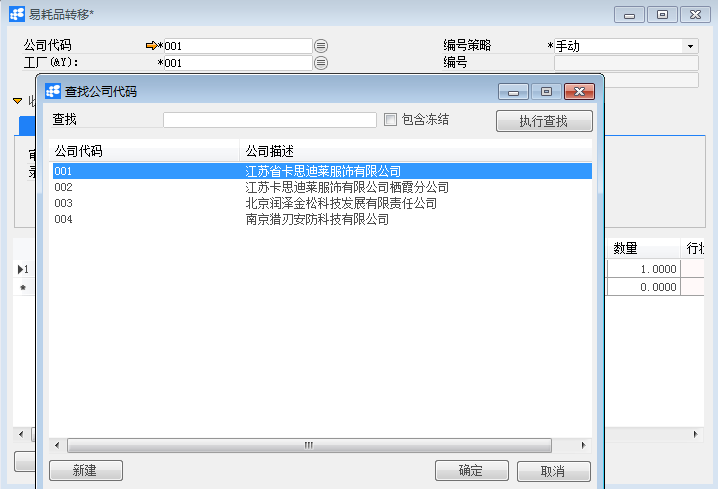 易耗品转移*
公司代码 *001 编号策略 *手动
工厂(&Y): *001 编号
查找公司代码
查找 包含冻结 执行查找
公司代码 公司描述
001 江苏省卡思迪莱服饰有限公司
002 江苏卡思迪莱服饰有限公司栖霞分公司
003 北京润泽金松科技发展有限责任公司
004 南京猎刃安防科技有限公司
数量
1 1.0000
* 0.0000
新建 确定 取消